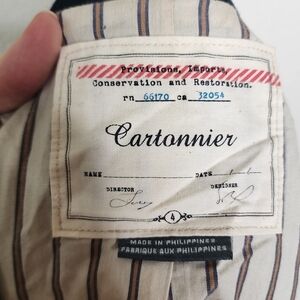 Provisions, Imports,
Conservation and Restoration.
rn 66170 ca 32054
Cartonnier
NAME DATE
DIRECTOR DESIGNER
4
MADE IN PHILIPPINES
FABRIQUE AUX PHILIPPINES